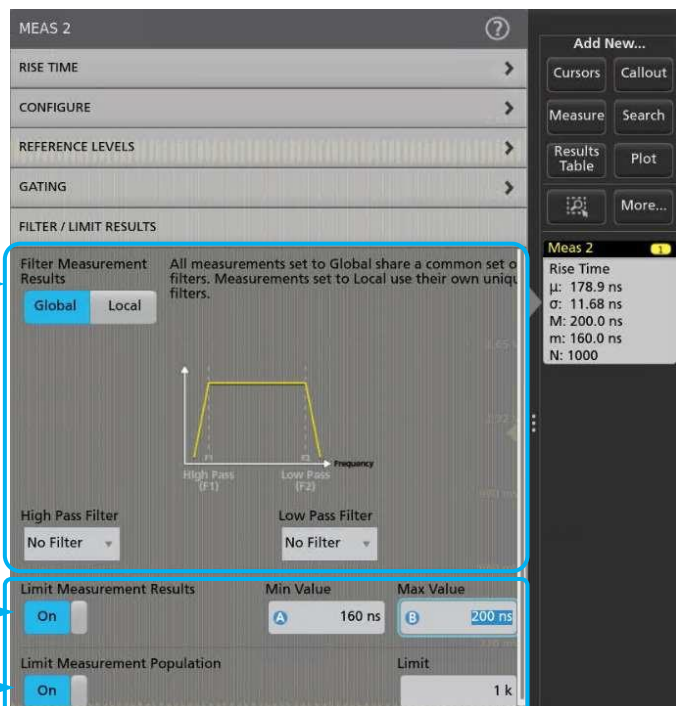 MEAS 2
?
RISE TIME
CONFIGURE
REFERENCE LEVELS
GATING
FILTER / LIMIT RESULTS
Filter Measurement
Results
Global Local
All measurements set to Global share a common set o
filters. Measurements set to Local use their own uniqu
filters.
F1 F2
Frequency
High Pass
(F1)
Low Pass
(F2)
High Pass Filter
No Filter
Low Pass Filter
No Filter
Limit Measurement Results
On
Min Value
A 160 ns
Max Value
B 200 ns
Limit Measurement Population
On
Limit
1 k
Add New...
Cursors Callout
Measure Search
Results
Table
Plot
More...
Meas 2 1
Rise Time
µ: 178.9 ns
σ: 11.68 ns
M: 200.0 ns
m: 160.0 ns
N: 1000